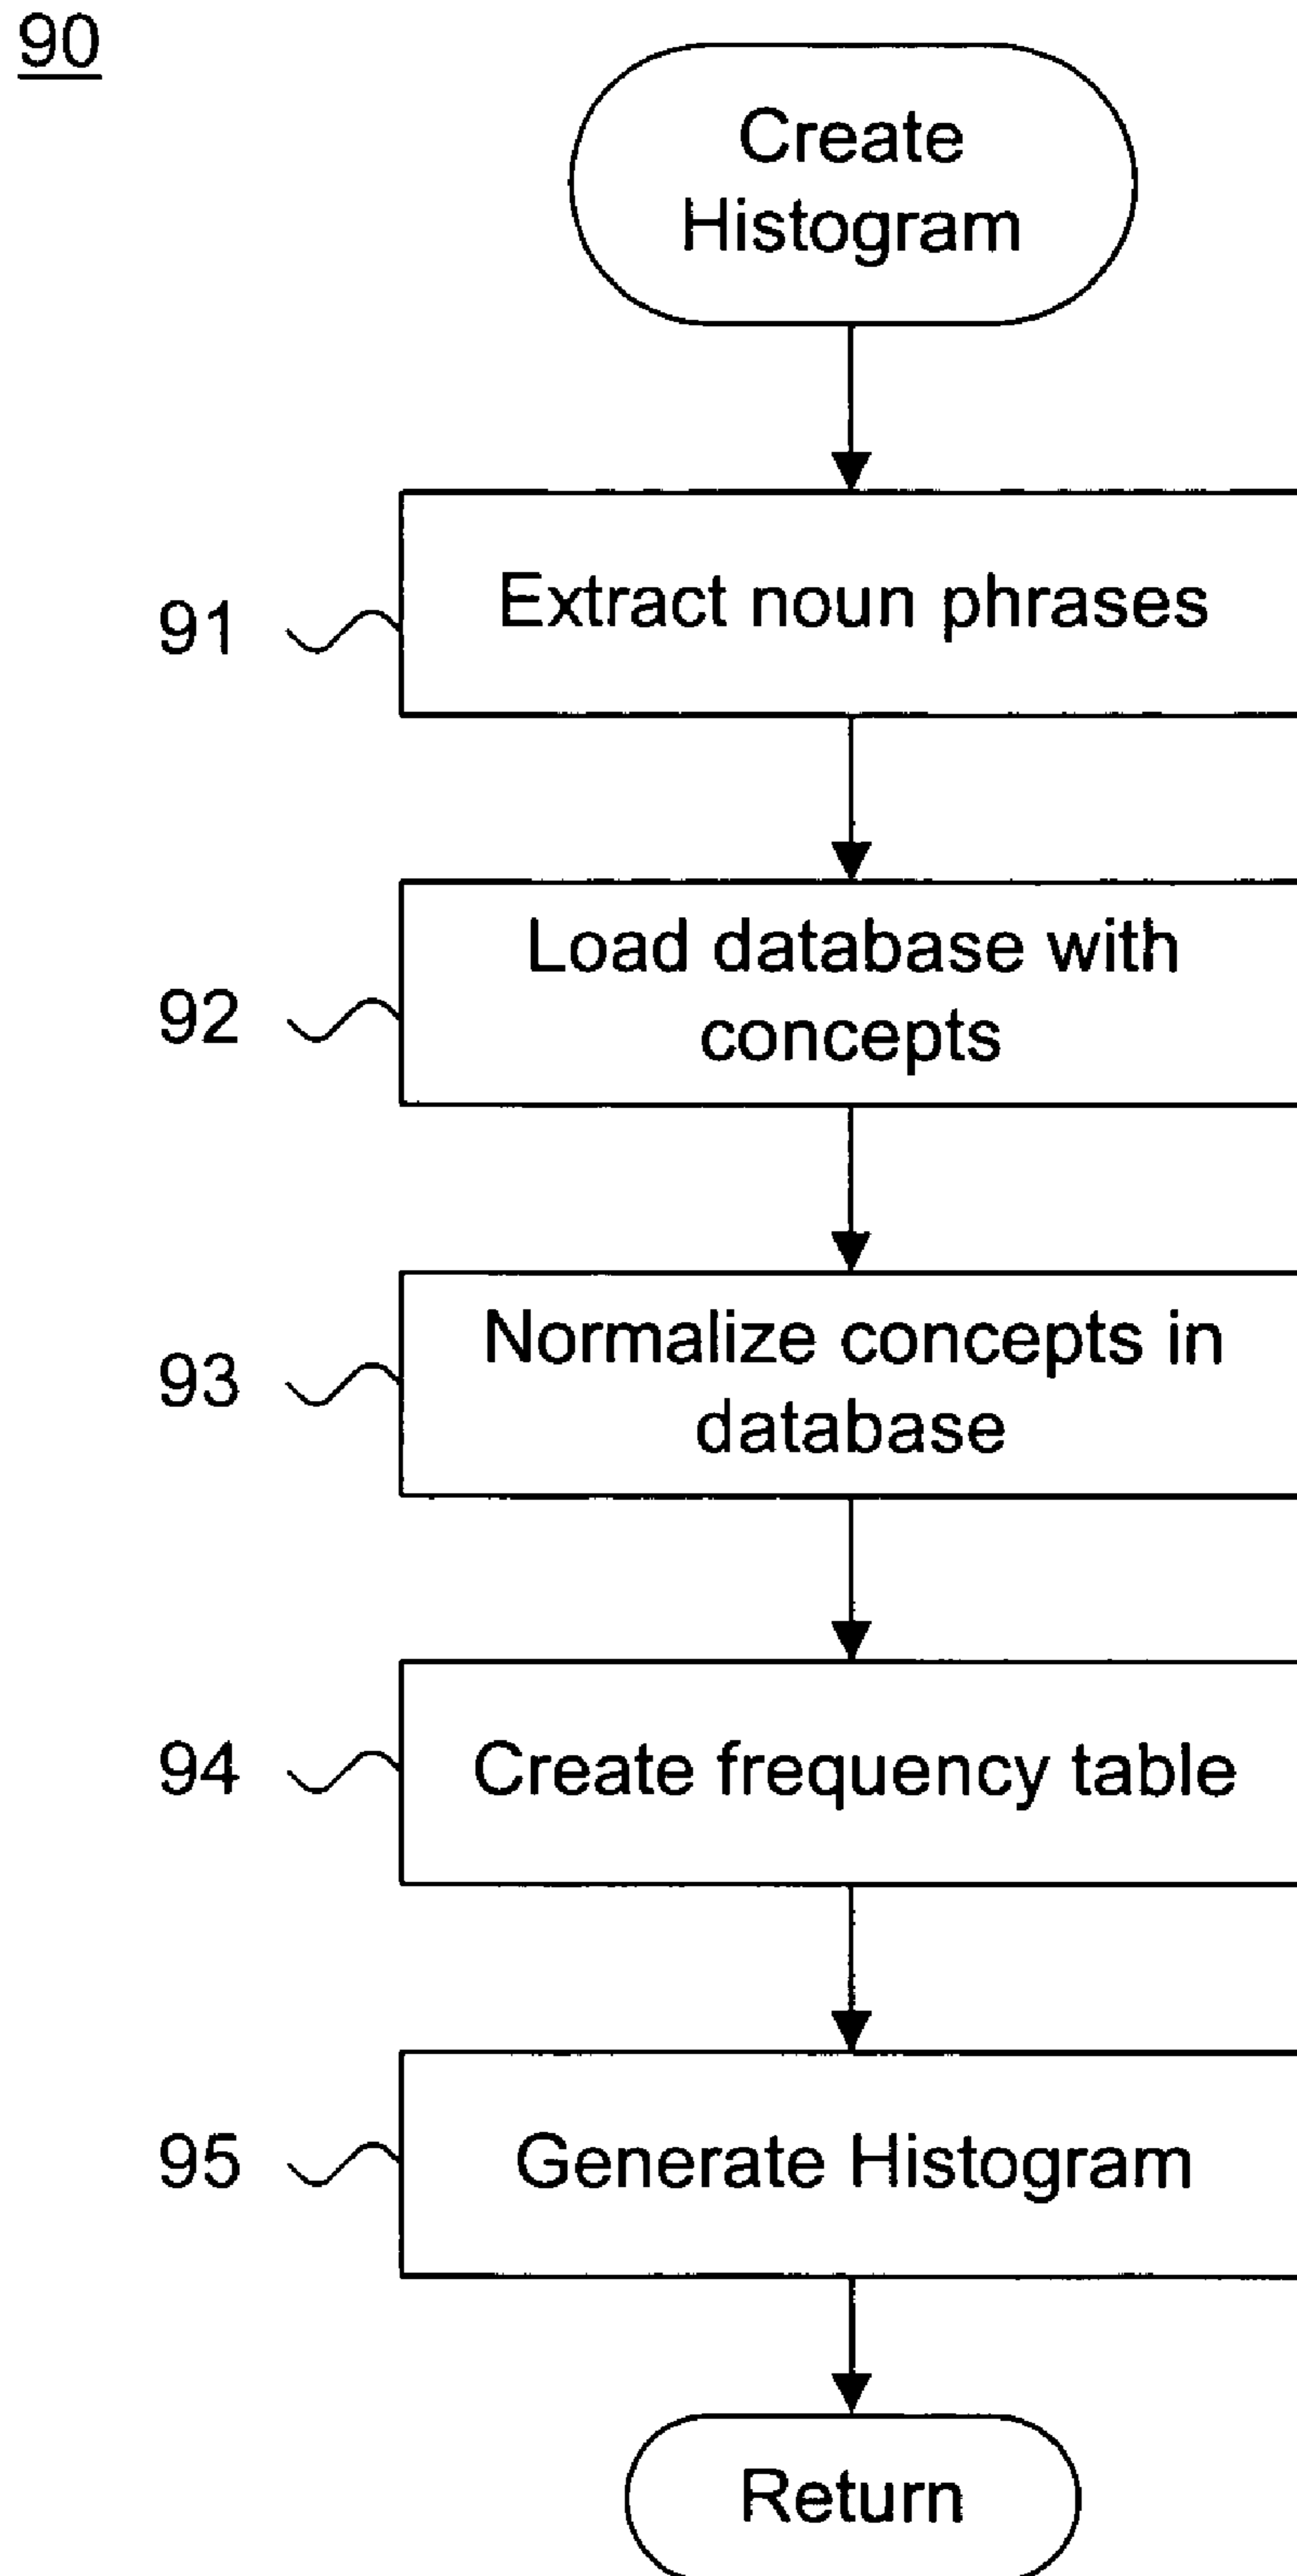 90
Create
Histogram
91
Extract noun phrases
92
Load database with
concepts
93
Normalize concepts in
database
94
Create frequency table
95
Generate Histogram
Return